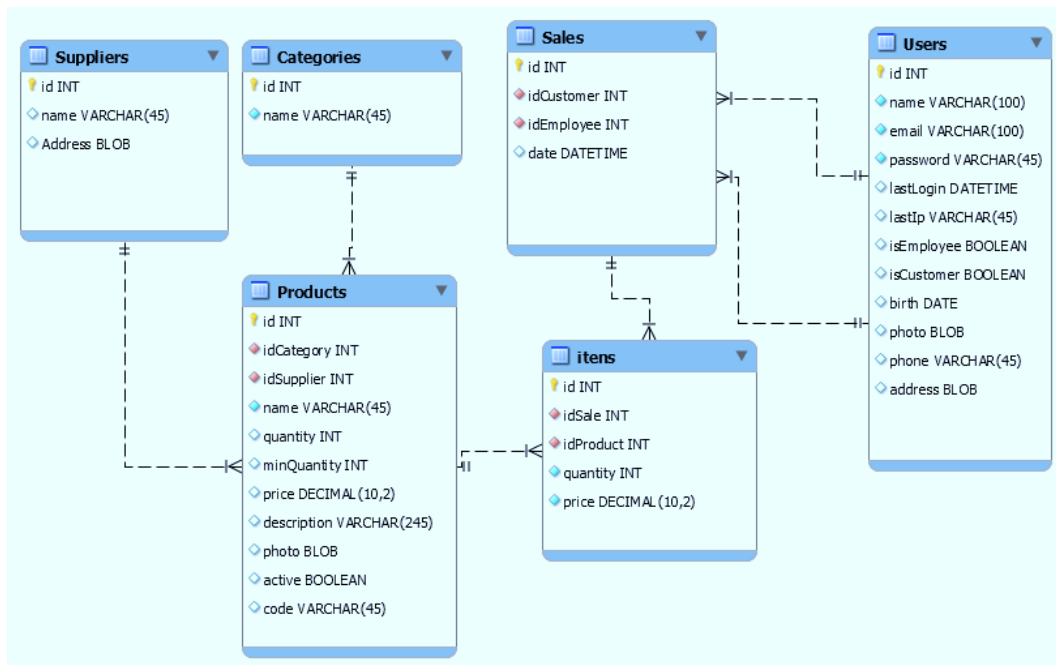 Suppliers
id INT
name VARCHAR(45)
Address BLOB
Categories
id INT
name VARCHAR(45)
Sales
id INT
idCustomer INT
idEmployee INT
date DATETIME
Users
id INT
name VARCHAR(100)
email VARCHAR(100)
password VARCHAR(45)
lastLogin DATETIME
lastIp VARCHAR(45)
isEmployee BOOLEAN
isCustomer BOOLEAN
birth DATE
photo BLOB
phone VARCHAR(45)
address BLOB
Products
id INT
idCategory INT
idSupplier INT
name VARCHAR(45)
quantity INT
minQuantity INT
price DECIMAL(10,2)
description VARCHAR(245)
photo BLOB
active BOOLEAN
code VARCHAR(45)
itens
id INT
idSale INT
idProduct INT
quantity INT
price DECIMAL(10,2)